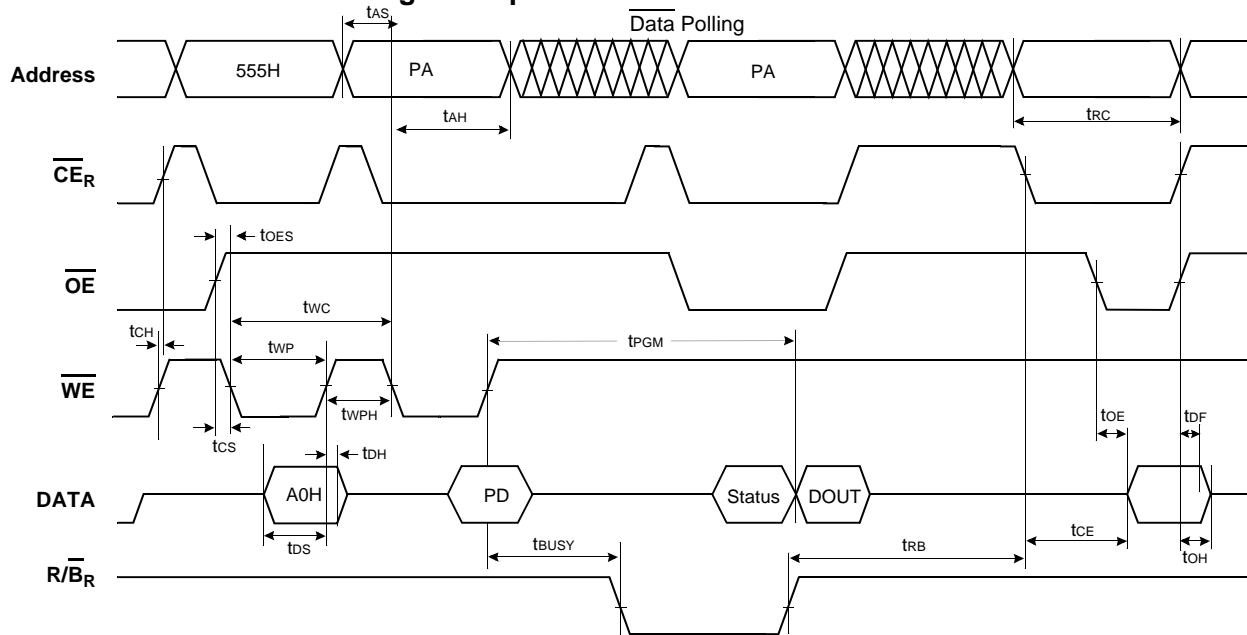 tAS
Data Polling
Address
555H
PA
PA
tAH
tRC
CER
tOES
OE
tWC
tCH
tWP
tPGM
WE
tWPH
tOE
tDF
tCS
tDH
DATA
A0H
PD
Status
DOUT
tDS
tBUSY
tRB
tCE
tOH
R/BR